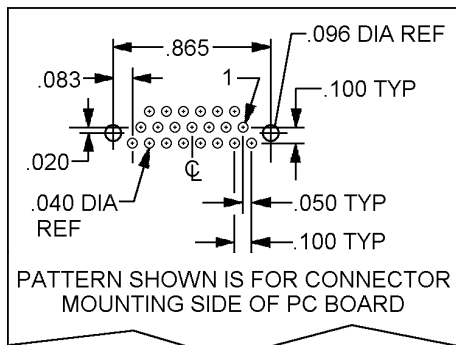 .865
.096 DIA REF
.083
1
.100 TYP
.020
℄
.040 DIA
REF
.050 TYP
.100 TYP
PATTERN SHOWN IS FOR CONNECTOR
MOUNTING SIDE OF PC BOARD